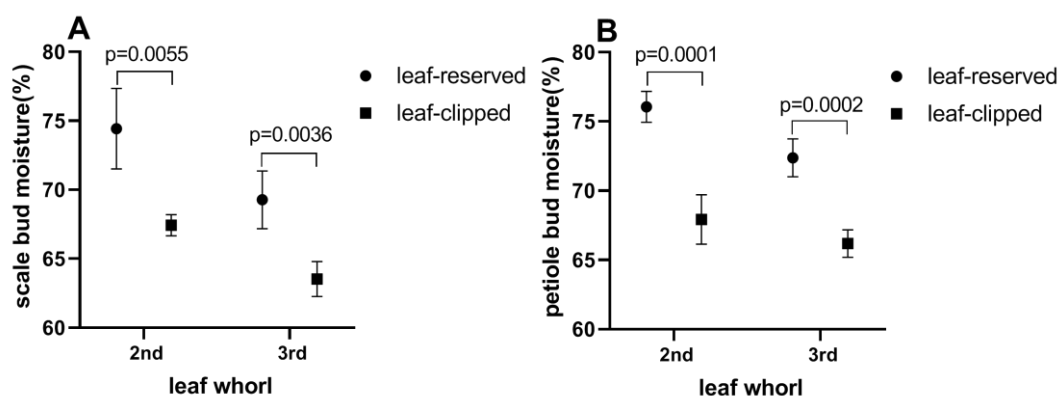 A
p=0.0055
p=0.0036
leaf-reserved
leaf-clipped
scale bud moisture(%)
80
75
70
65
60
2nd
3rd
leaf whorl
B
p=0.0001
p=0.0002
leaf-reserved
leaf-clipped
petiole bud moisture(%)
80
75
70
65
60
2nd
3rd
leaf whorl